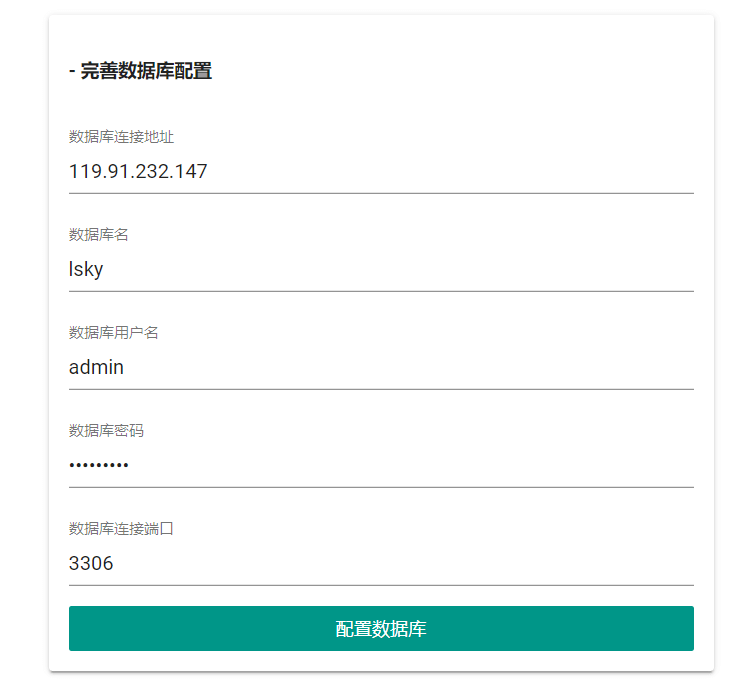 - 完善数据库配置
数据库连接地址
119.91.232.147
数据库名
lsky
数据库用户名
admin
数据库密码
•••••••••
数据库连接端口
3306
配置数据库